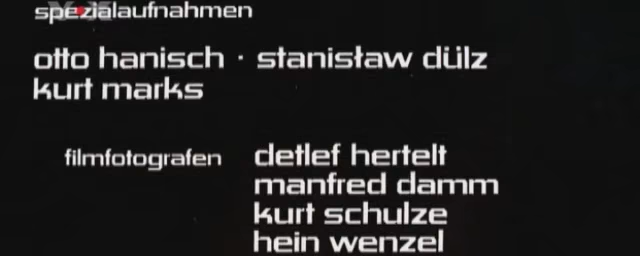 spezialaufnahmen
otto hanisch · stanisław dülz
kurt marks
filmfotografen detlef hertelt
manfred damm
kurt schulze
hein wenzel